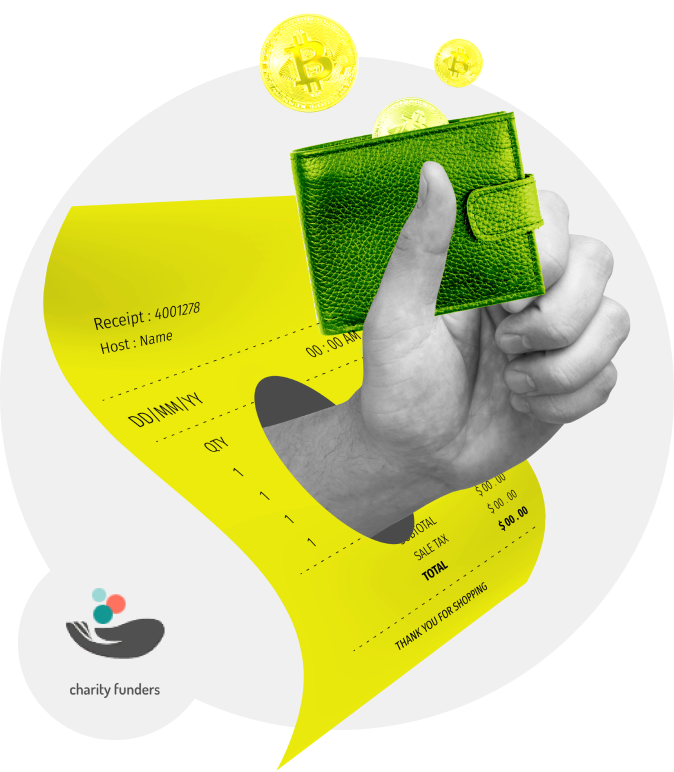 Receipt : 4001278
Host : Name
00 : 00 AM
DD/MM/YY
QTY
1
1
1
1
$ 00 . 00
TOTAL $ 00 . 00
SALE TAX $ 00 . 00
TOTAL
THANK YOU FOR SHOPPING
charity funders